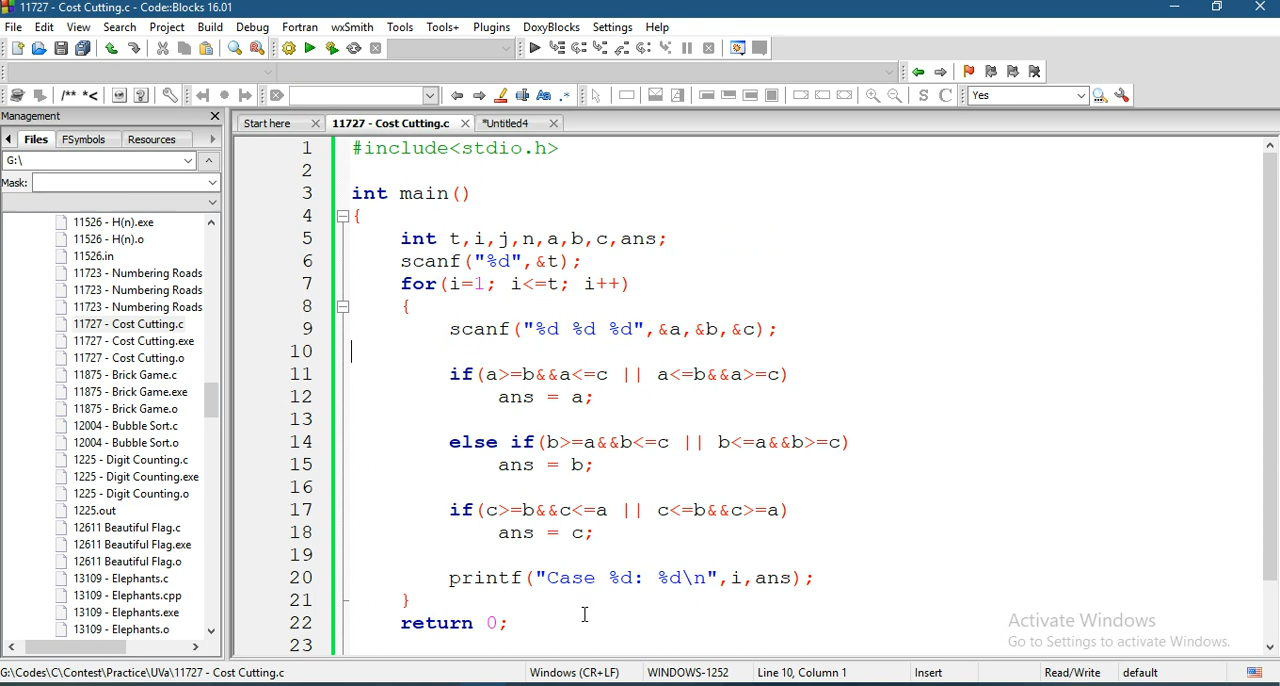 11727 - Cost Cutting.c - Code::Blocks 16.01
File Edit View Search Project Build Debug Fortran wxSmith Tools Tools+ Plugins DoxyBlocks Settings Help
/** *<
Aa .*
S C Yes
Management
Files FSymbols Resources
G:\
Mask:
11526 - H(n).exe
11526 - H(n).o
11526.in
11723 - Numbering Roads
11723 - Numbering Roads
11723 - Numbering Roads
11727 - Cost Cutting.c
11727 - Cost Cutting.exe
11727 - Cost Cutting.o
11875 - Brick Game.c
11875 - Brick Game.exe
11875 - Brick Game.o
12004 - Bubble Sort.c
12004 - Bubble Sort.o
1225 - Digit Counting.c
1225 - Digit Counting.exe
1225 - Digit Counting.o
1225.out
12611 Beautiful Flag.c
12611 Beautiful Flag.exe
12611 Beautiful Flag.o
13109 - Elephants.c
13109 - Elephants.cpp
13109 - Elephants.exe
13109 - Elephants.o
Start here 11727 - Cost Cutting.c *Untitled4
1 #include<stdio.h>
2
3 int main()
4 {
5 int t,i,j,n,a,b,c,ans;
6 scanf("%d",&t);
7 for(i=1; i<=t; i++)
8 {
9 scanf("%d %d %d",&a,&b,&c);
10
11 if(a>=b&&a<=c || a<=b&&a>=c)
12 ans = a;
13
14 else if(b>=a&&b<=c || b<=a&&b>=c)
15 ans = b;
16
17 if(c>=b&&c<=a || c<=b&&c>=a)
18 ans = c;
19
20 printf("Case %d: %d\n",i,ans);
21 }
22 return 0;
23
Activate Windows
Go to Settings to activate Windows.
G:\Codes\C\Contest\Practice\UVa\11727 - Cost Cutting.c Windows (CR+LF) WINDOWS-1252 Line 10, Column 1 Insert Read/Write default